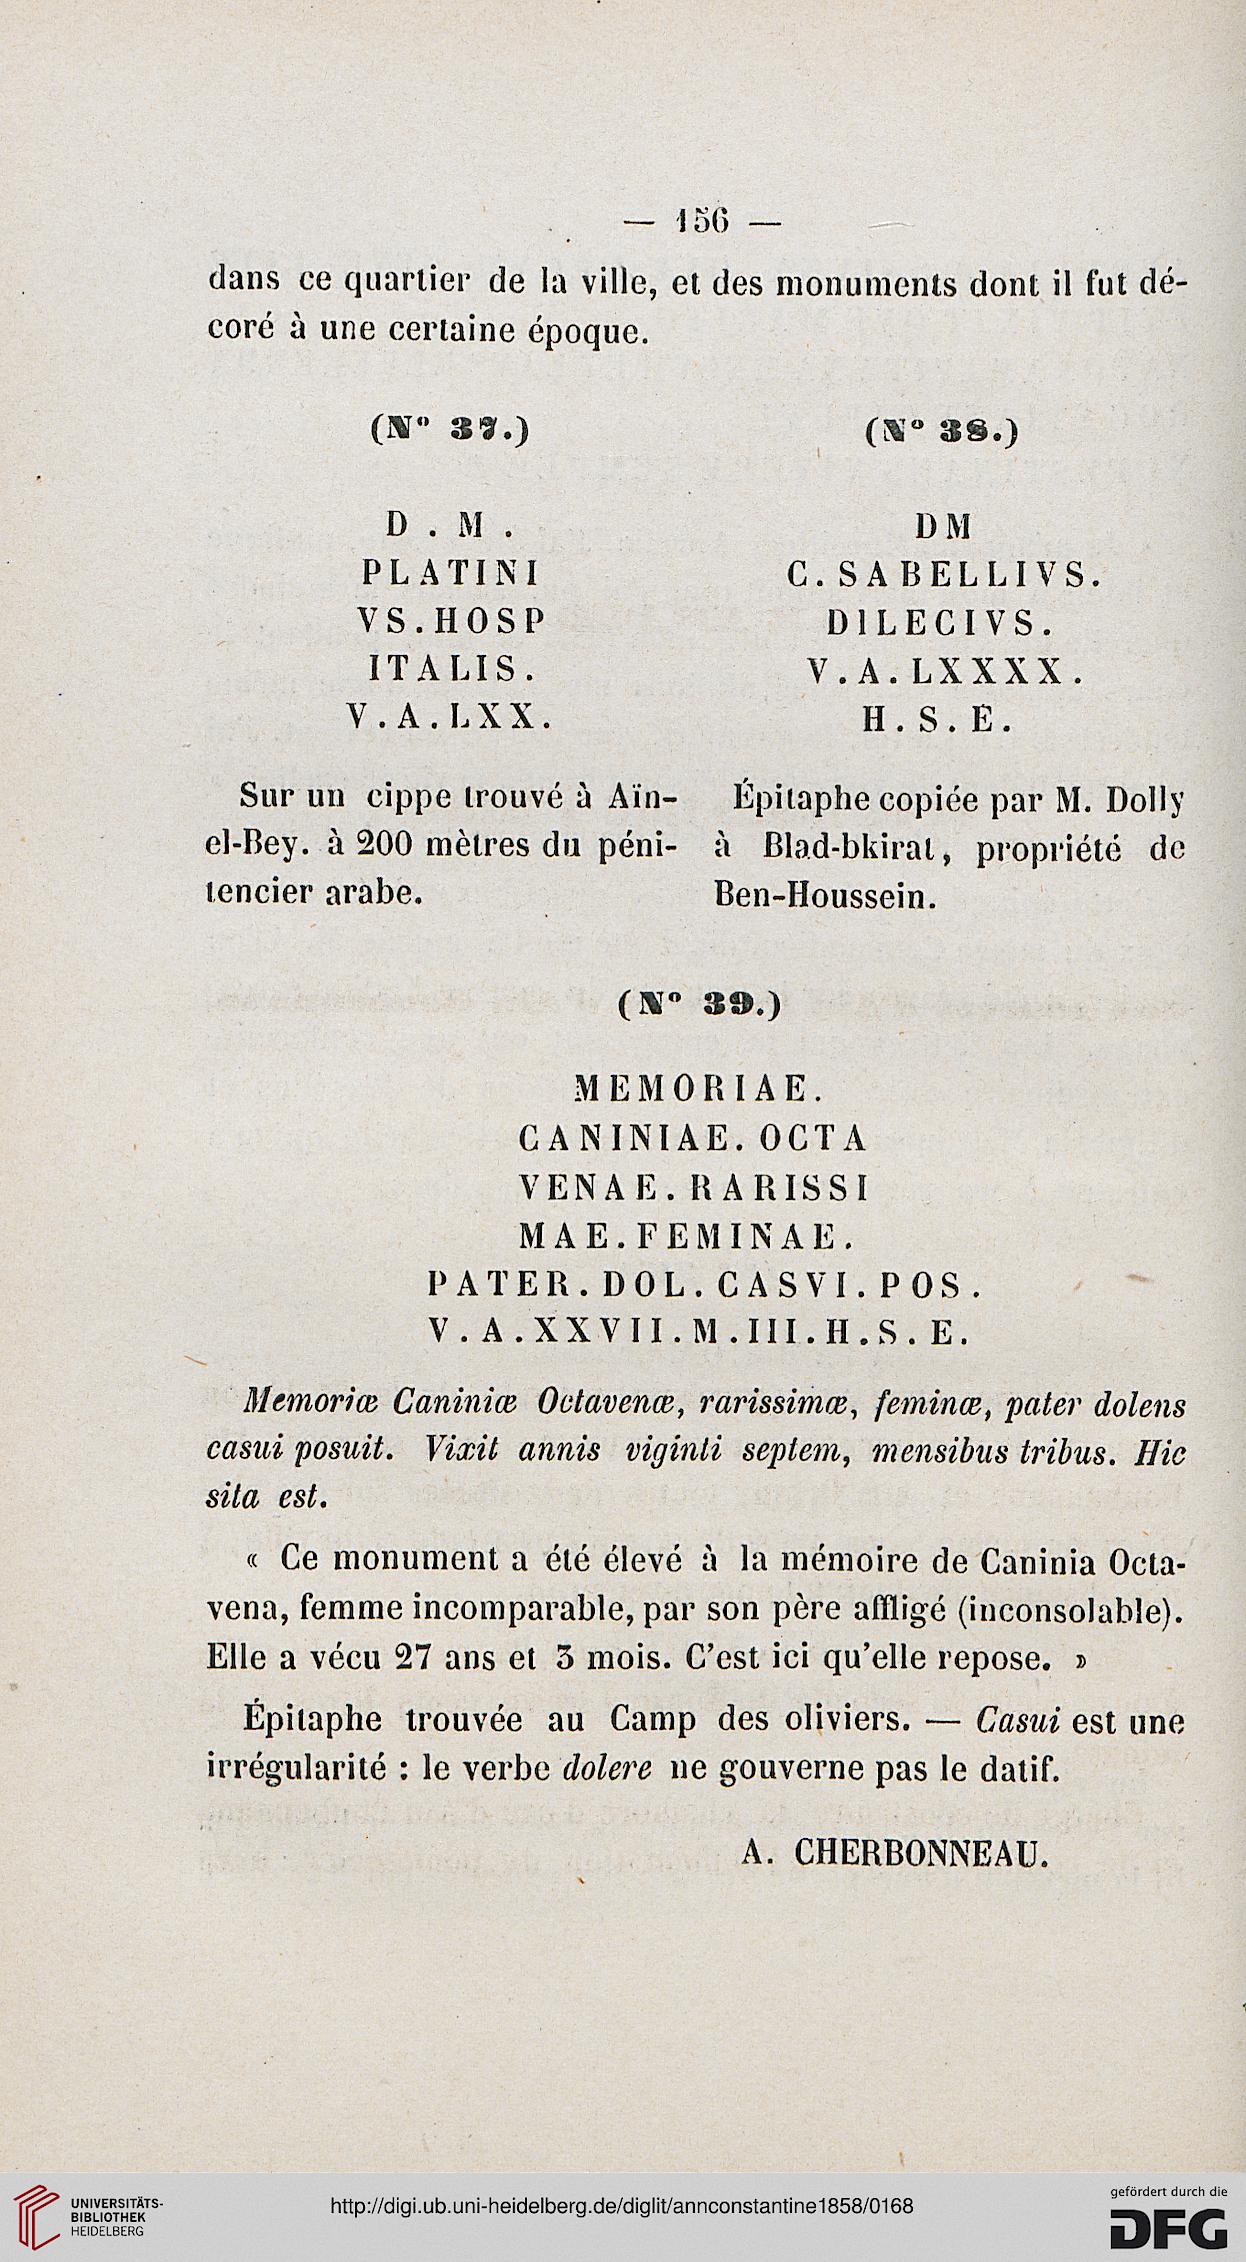 — 156 —
dans ce quartier de la ville, et des monuments dont il fut dé-
coré à une certaine époque.
(N° 37.)
D . M .
PLATINI
VS.HOSP
ITALIS.
V.A.LXX.
Sur un cippe trouvé à Aïn-
el-Bey. à 200 mètres du péni-
tencier arabe.
(N° 38.)
DM
C.SABELLIVS.
DILECIVS.
V.A.LXXXX.
H.S.E.
Épitaphe copiée par M. Dolly
à Blad-bkirat, propriété de
Ben-Houssein.
(N° 39.)
MEMORIAE.
CANINIAE.OCTA
VENAE.RARISSI
MAE.FEMINAE.
PATER.DOL.CASVI.POS.
V.A.XXVII.M.III.H.S.E.
Memoriæ Caniniæ Octavenæ, rarissimæ, feminæ, pater dolens
casui posuit. Vixit annis viginti septem, mensibus tribus. Hic
sita est.
« Ce monument a été élevé à la mémoire de Caninia Octa-
vena, femme incomparable, par son père affligé (inconsolable).
Elle a vécu 27 ans et 3 mois. C'est ici qu'elle repose. »
Épitaphe trouvée au Camp des oliviers. — Casui est une
irrégularité : le verbe dolere ne gouverne pas le datif.
A. CHERBONNEAU.
UNIVERSITÄTS-
BIBLIOTHEK
HEIDELBERG
http://digi.ub.uni-heidelberg.de/diglit/annconstantine1858/0168
gefördert durch die
DFG